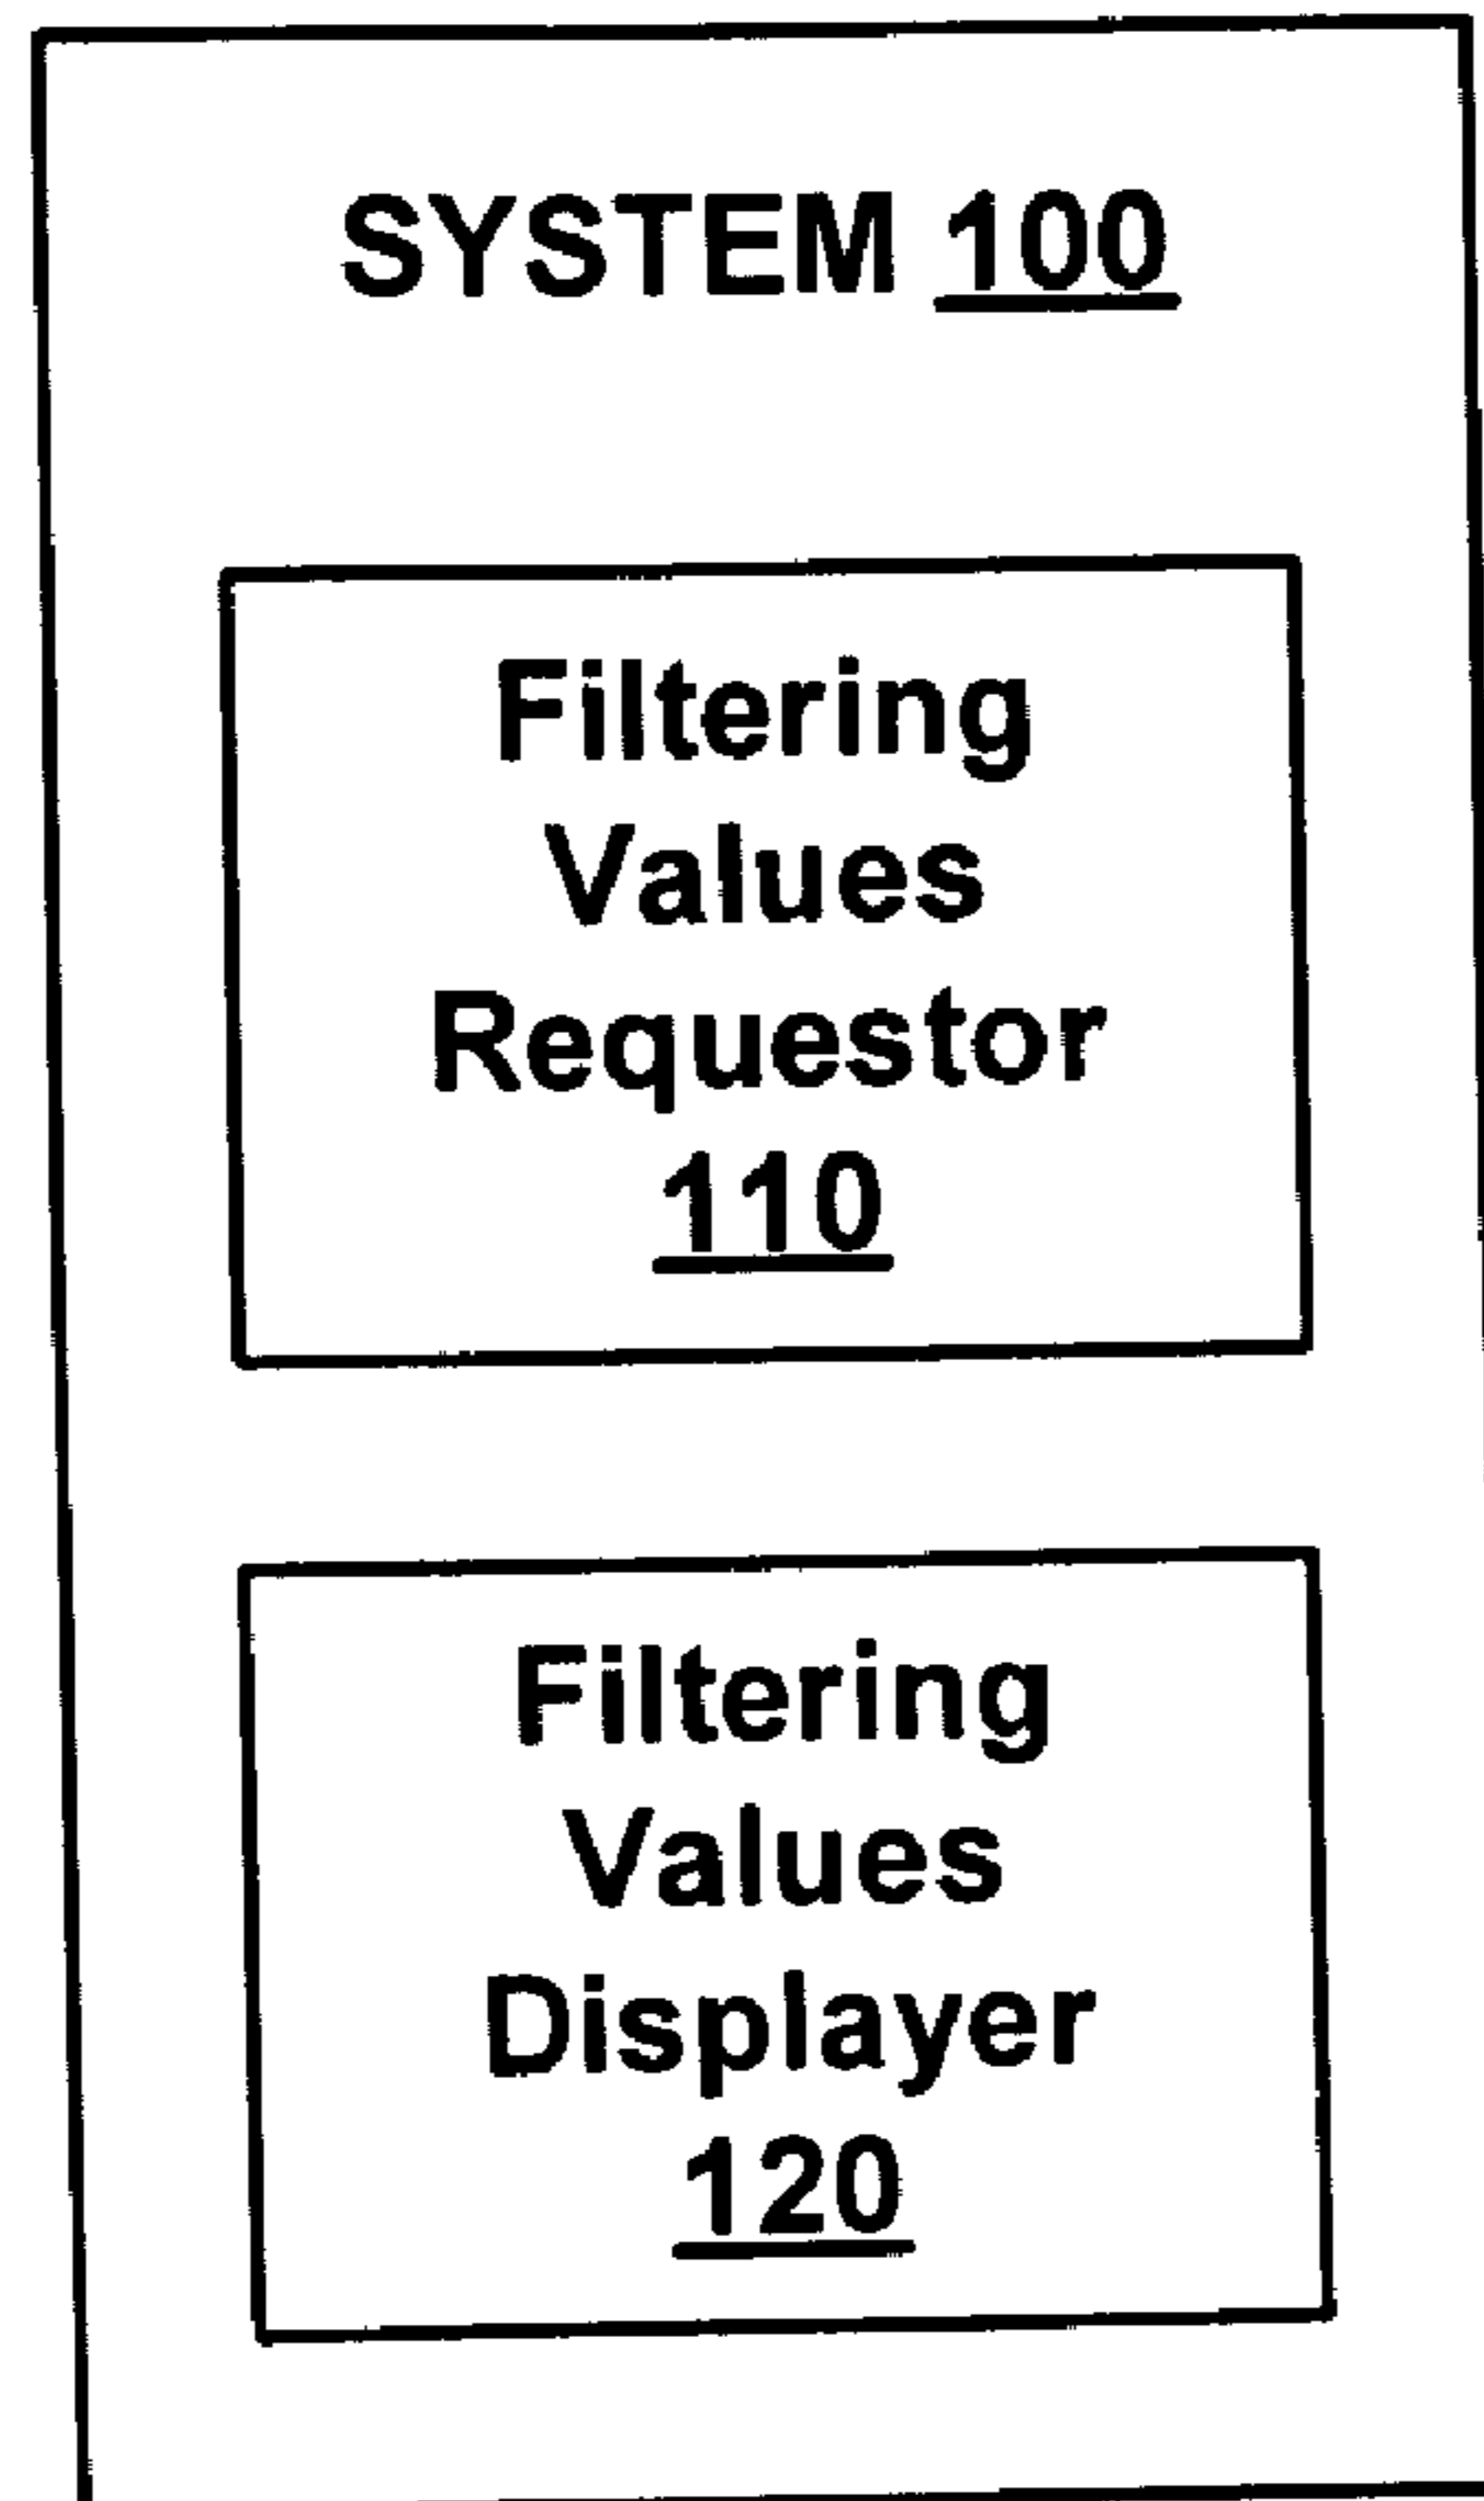 SYSTEM 100
Filtering
Values
Requestor
110
Filtering
Values
Displayer
120